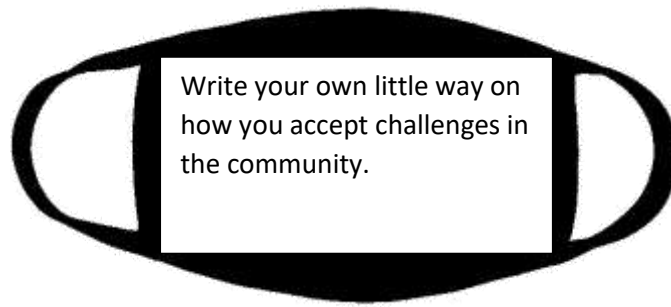 Write your own little way on
how you accept challenges in
the community.